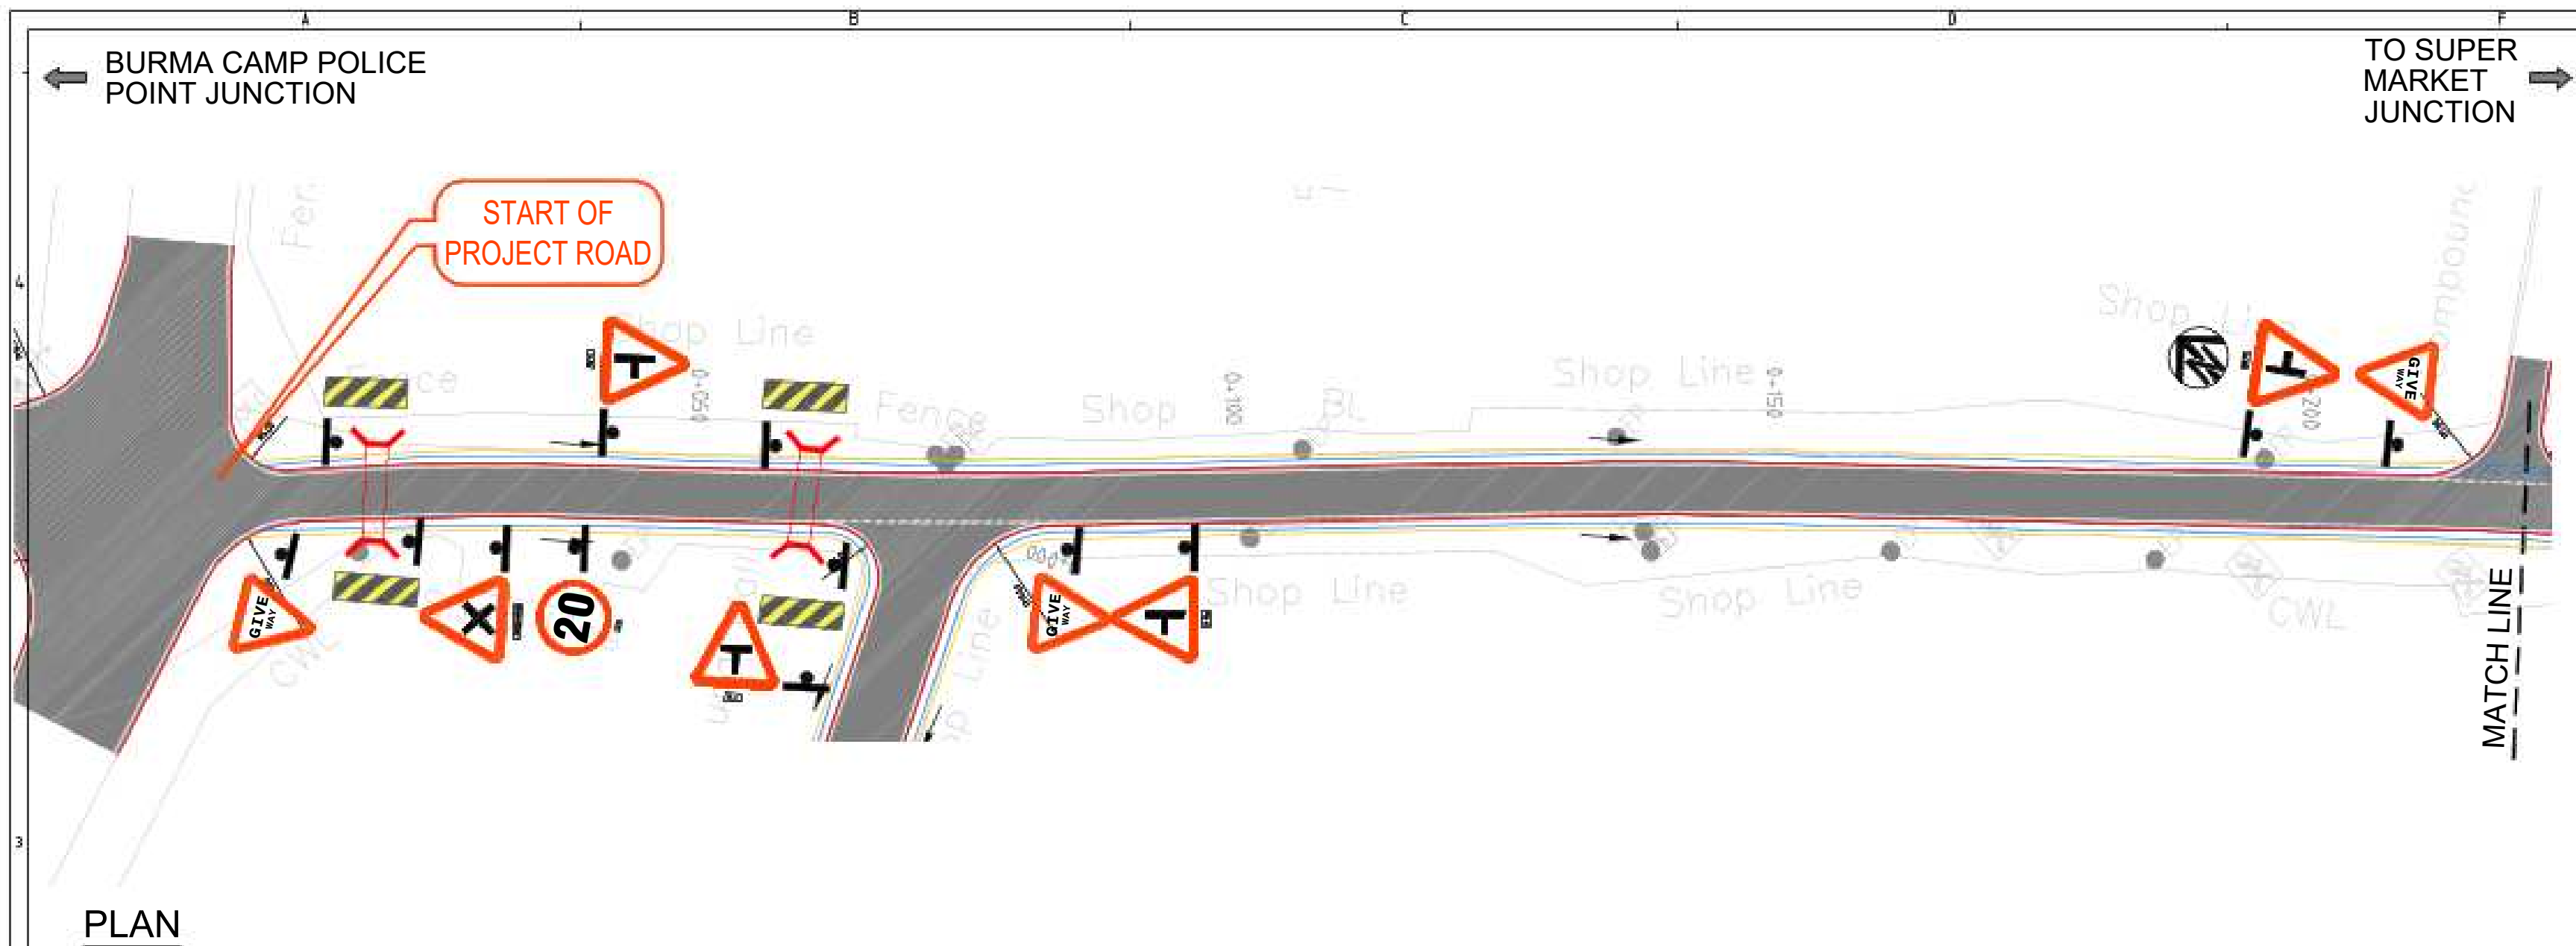 A
B
C
D
F
BURMA CAMP POLICE
POINT JUNCTION
TO SUPER
MARKET
JUNCTION
START OF
PROJECT ROAD
4
Shop Line
0+050
Fence
Fence
Shop
0+100
BL
Shop Line
0+150
Shop
GIVE
WAY
GIVE
WAY
CWL
20
GIVE
WAY
Shop Line
Shop Line
CWL
MATCH LINE
3
PLAN